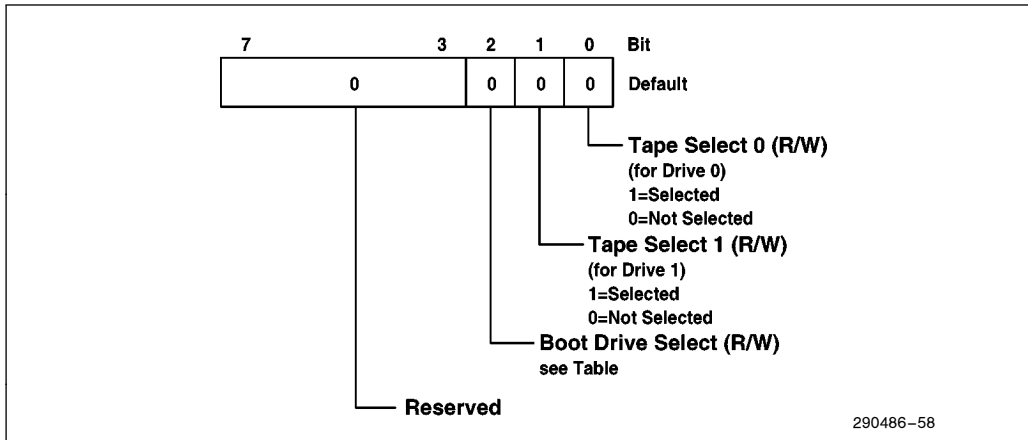 7 3 2 1 0 Bit
0 0 0 0 Default
Tape Select 0 (R/W)
(for Drive 0)
1=Selected
0=Not Selected
Tape Select 1 (R/W)
(for Drive 1)
1=Selected
0=Not Selected
Boot Drive Select (R/W)
see Table
Reserved
290486–58